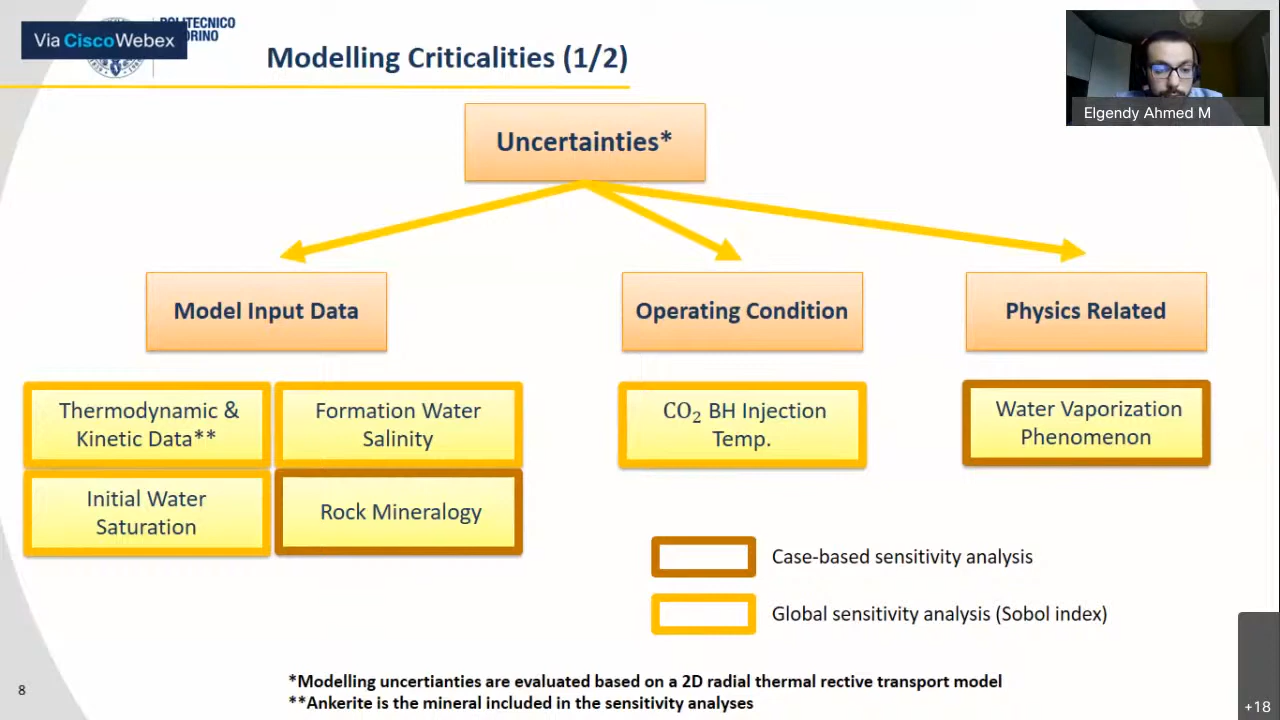 POLITECNICO
Via CiscoWebex
Modelling Criticalities (1/2)
Elgendy Ahmed M
Uncertainties*
Model Input Data
Operating Condition
Physics Related
Thermodynamic &
Kinetic Data**
Formation Water
Salinity
CO₂ BH Injection
Temp.
Water Vaporization
Phenomenon
Initial Water
Saturation
Rock Mineralogy
Case-based sensitivity analysis
Global sensitivity analysis (Sobol index)
*Modelling uncertianties are evaluated based on a 2D radial thermal rective transport model
**Ankerite is the mineral included in the sensitivity analyses
8
+18